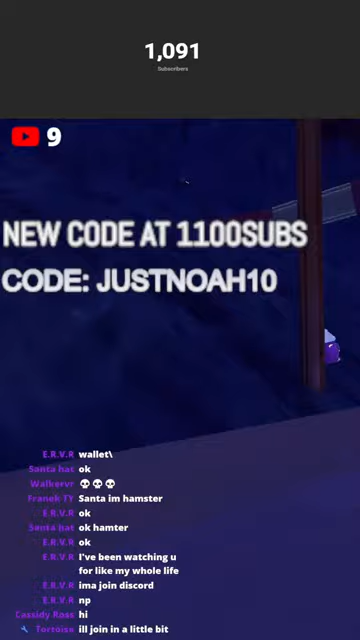 1,091
Subscribers
9
NEW CODE AT 1100SUBS
CODE: JUSTNOAH10
E.R.V.R wallet\
Santa hat ok
Walkervr 💀💀💀
Franek TY Santa im hamster
E.R.V.R ok
Santa hat ok hamter
E.R.V.R ok
E.R.V.R I've been watching u
for like my whole life
E.R.V.R ima join discord
E.R.V.R np
Cassidy Ross hi
Tortoise ill join in a little bit